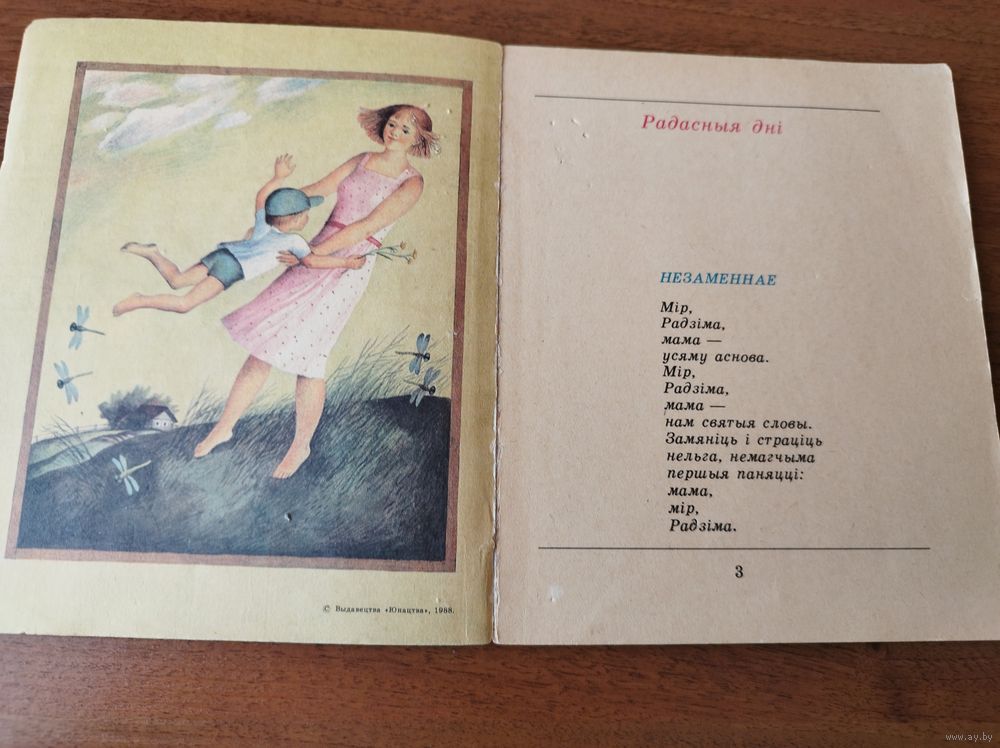 © Выдавецтва «Юнацтва», 1988.
Радасныя дні
НЕЗАМЕННАЕ
Мір,
Радзіма,
мама —
усяму аснова.
Мір,
Радзіма,
мама —
нам святыя словы.
Замяніць і страціць
нельга, немагчыма
першыя паняцці:
мама,
мір,
Радзіма.
3
www.ay.by